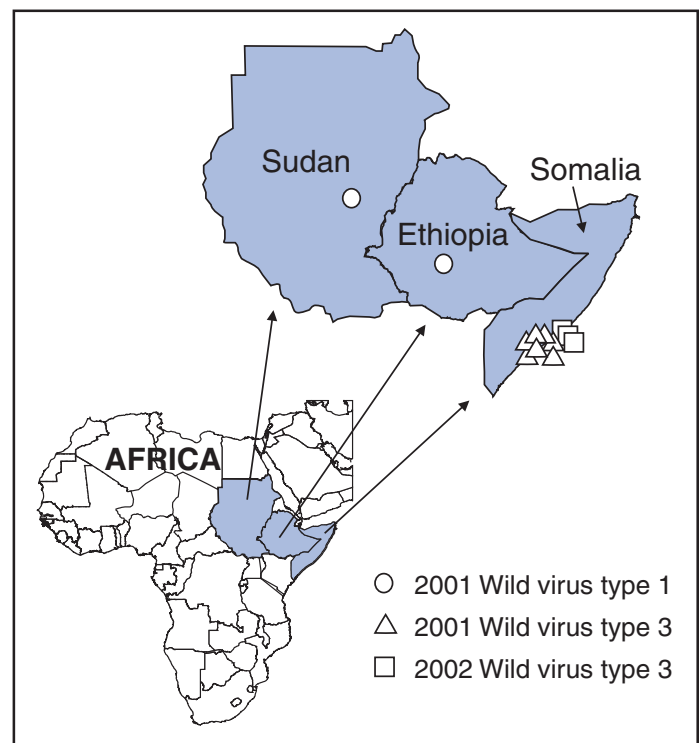 Sudan
Somalia
Ethiopia
AFRICA
2001 Wild virus type 1
2001 Wild virus type 3
2002 Wild virus type 3